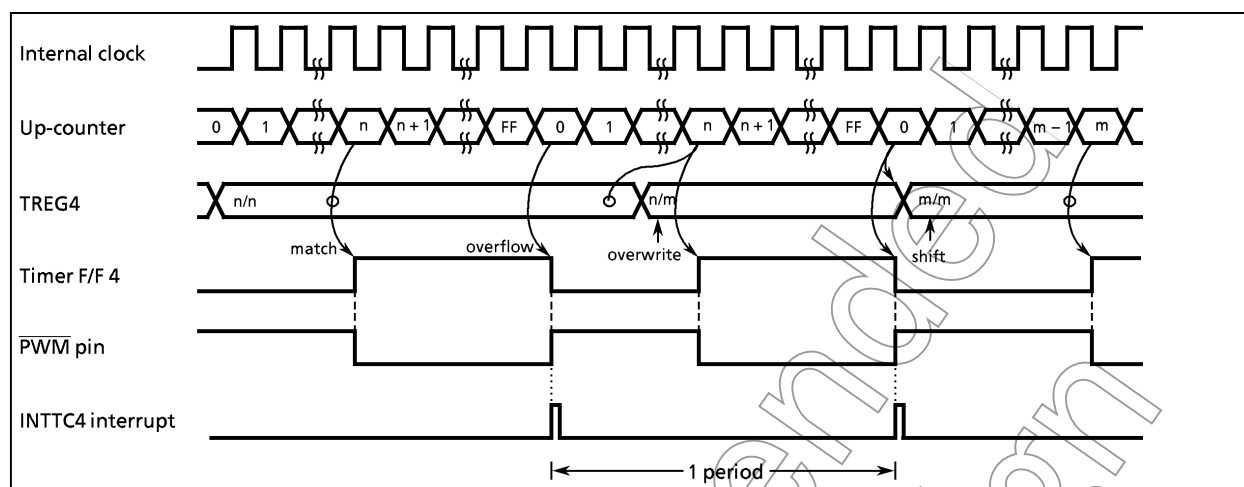 Internal clock
Up-counter 0 1 n n + 1 FF 0 1 n n + 1 FF 0 1 m − 1 m
TREG4 n/n n/m m/m
match overflow overwrite shift
Timer F/F 4
PWM pin
INTTC4 interrupt
1 period